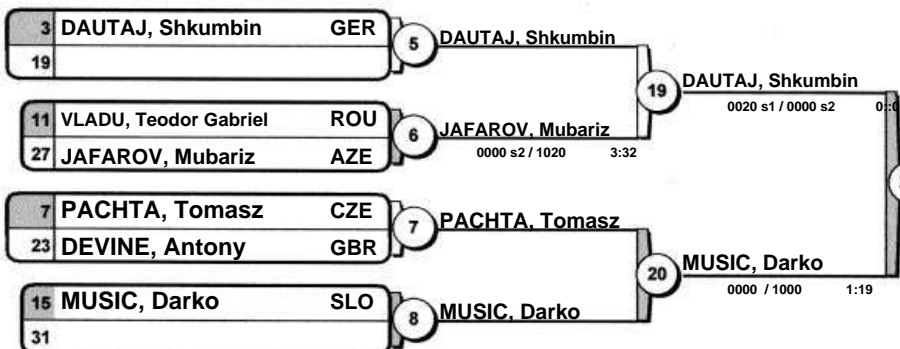 3 DAUTAJ, Shkumbin GER
19
5
DAUTAJ, Shkumbin
11 VLADU, Teodor Gabriel ROU
27 JAFAROV, Mubariz AZE
6
JAFAROV, Mubariz
0000 s2 / 1020 3:32
19
DAUTAJ, Shkumbin
0020 s1 / 0000 s2
7 PACHTA, Tomasz CZE
23 DEVINE, Antony GBR
7
PACHTA, Tomasz
15 MUSIC, Darko SLO
31
8
MUSIC, Darko
20
MUSIC, Darko
0000 / 1000 1:19